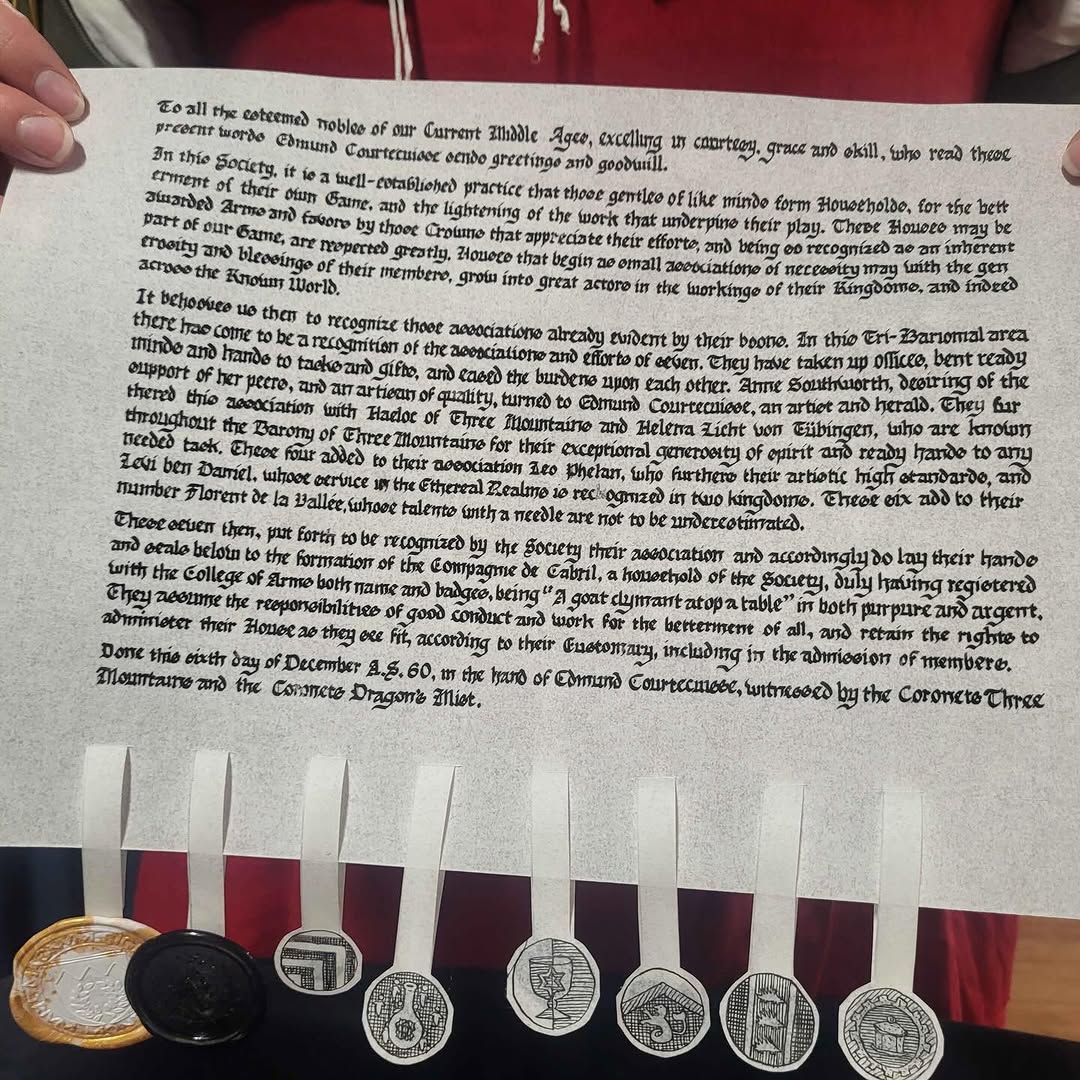 To all the esteemed nobles of our Current Middle Ages, excelling in courtesy, grace and skill, who read these
present words Edmund Courtecuisse sends greetings and goodwill.
In this Society, it is a well-established practice that those gentles of like minds form Households, for the bett
erment of their own Game, and the lightening of the work that underpins their play. These Houses may be
awarded Arms and favors by those Crowns that appreciate their efforts, and being so recognized as an inherent
part of our Game, are respected greatly. Houses that begin as small associations of necessity may with the gen
erosity and blessings of their members, grow into great actors in the workings of their Kingdoms, and indeed
across the Known World.
It behooves us then to recognize those associations already evident by their boons. In this Tri-Baronial area
there has come to be a recognition of the associations and efforts of seven. They have taken up offices, bent ready
minds and hands to tasks and gifts, and eased the burdens upon each other. Anne Southworth, desiring of the
support of her peers, and an artisan of quality, turned to Edmund Courtecuisse, an artist and herald. They fur
thered this association with Haeloc of Three Mountains and Helena Licht von Tübingen, who are known
throughout the Barony of Three Mountains for their exceptional generosity of spirit and ready hands to any
needed task. These four added to their association Leo Phelan, who furthers their artistic high standards, and
Levi ben Daniel, whose service in the Ethereal Realms is recognized in two kingdoms. These six add to their
number Florent de la Vallée, whose talents with a needle are not to be underestimated.
These seven then, put forth to be recognized by the Society their association and accordingly do lay their hands
and seals below to the formation of the Compagnie de Cabril, a household of the Society, duly having registered
with the College of Arms both name and badges, being "A goat clymant atop a table" in both purpure and argent.
They assume the responsibilities of good conduct and work for the betterment of all, and retain the rights to
administer their House as they see fit, according to their Customary, including in the admission of members.
Done this sixth day of December A.S. 60, in the hand of Edmund Courtecuisse, witnessed by the Coronets Three
Mountains and the Coronets Dragon's Mist.